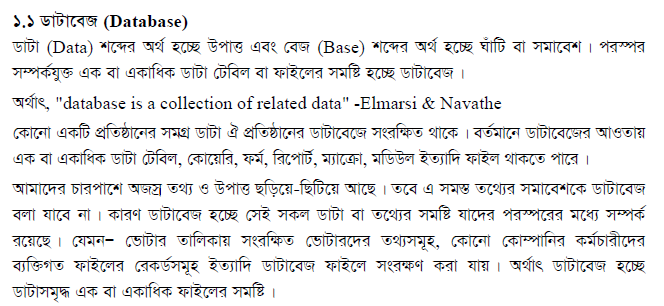 ১.১ ডাটাবেজ (Database)
ডাটা (Data) শব্দের অর্থ হচ্ছে উপাত্ত এবং বেজ (Base) শব্দের অর্থ হচ্ছে ঘাঁটি বা সমাবেশ। পরস্পর
সম্পর্কযুক্ত এক বা একাধিক ডাটা টেবিল বা ফাইলের সমষ্টি হচ্ছে ডাটাবেজ।
অর্থাৎ, "database is a collection of related data" -Elmarsi & Navathe
কোনো একটি প্রতিষ্ঠানের সমগ্র ডাটা ঐ প্রতিষ্ঠানের ডাটাবেজে সংরক্ষিত থাকে। বর্তমানে ডাটাবেজের আওতায়
এক বা একাধিক ডাটা টেবিল, কোয়েরি, ফর্ম, রিপোর্ট, ম্যাক্রো, মডিউল ইত্যাদি ফাইল থাকতে পারে।
আমাদের চারপাশে অজস্র তথ্য ও উপাত্ত ছড়িয়ে-ছিটিয়ে আছে। তবে এ সমস্ত তথ্যের সমাবেশকে ডাটাবেজ
বলা যাবে না। কারণ ডাটাবেজ হচ্ছে সেই সকল ডাটা বা তথ্যের সমষ্টি যাদের পরস্পরের মধ্যে সম্পর্ক
রয়েছে। যেমন– ভোটার তালিকায় সংরক্ষিত ভোটারদের তথ্যসমূহ, কোনো কোম্পানির কর্মচারীদের
ব্যক্তিগত ফাইলের রেকর্ডসমূহ ইত্যাদি ডাটাবেজ ফাইলে সংরক্ষণ করা যায়। অর্থাৎ ডাটাবেজ হচ্ছে
ডাটাসমৃদ্ধ এক বা একাধিক ফাইলের সমষ্টি।